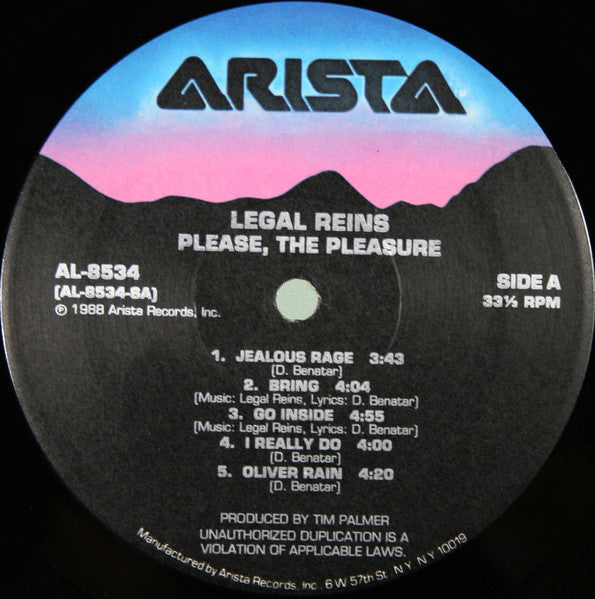 ARISTA
LEGAL REINS
PLEASE, THE PLEASURE
AL-8534
(AL-8534-SA)
℗ 1988 Arista Records, Inc.
SIDE A
33⅓ RPM
1. JEALOUS RAGE 3:43
(D. Benatar)
2. BRING 4:04
(Music: Legal Reins, Lyrics: D. Benatar)
3. GO INSIDE 4:55
(Music: Legal Reins, Lyrics: D. Benatar)
4. I REALLY DO 4:00
(D. Benatar)
5. OLIVER RAIN 4:20
(D. Benatar)
PRODUCED BY TIM PALMER
UNAUTHORIZED DUPLICATION IS A
VIOLATION OF APPLICABLE LAWS.
Manufactured by Arista Records, Inc., 6 W 57th St. N.Y. N.Y. 10019